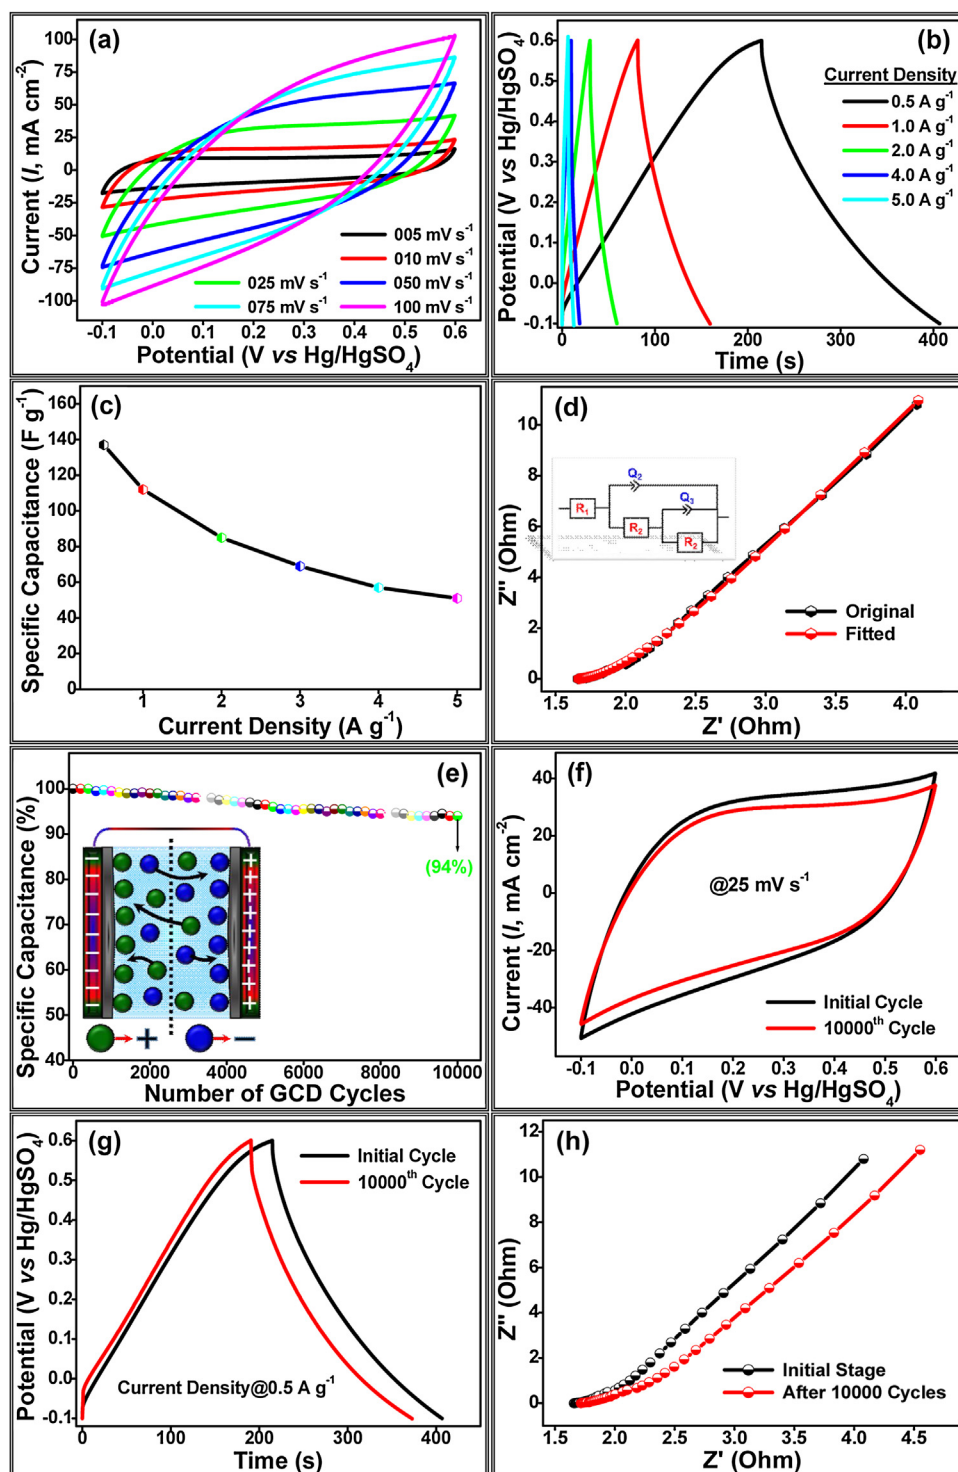 (a)
Current (I, mA cm-2)
100
75
50
25
0
-25
-50
-75
-100
005 mV s-1
010 mV s-1
025 mV s-1
050 mV s-1
075 mV s-1
100 mV s-1
-0.1 0.0 0.1 0.2 0.3 0.4 0.5 0.6
Potential (V vs Hg/HgSO4)
(b)
Potential (V vs Hg/HgSO4)
0.6
0.5
0.4
0.3
0.2
0.1
0.0
-0.1
Current Density
0.5 A g-1
1.0 A g-1
2.0 A g-1
4.0 A g-1
5.0 A g-1
0 100 200 300 400
Time (s)
(c)
Specific Capacitance (F g-1)
160
140
120
100
80
60
40
20
0
1 2 3 4 5
Current Density (A g-1)
(d)
Z'' (Ohm)
10
8
6
4
2
0
Q2
Q3
R1
R2
R2
Original
Fitted
1.5 2.0 2.5 3.0 3.5 4.0
Z' (Ohm)
(e)
Specific Capacitance (%)
100
90
80
70
60
50
40
(94%)
+
−
0 2000 4000 6000 8000 10000
Number of GCD Cycles
(f)
Current (I, mA cm-2)
40
20
0
-20
-40
@25 mV s-1
Initial Cycle
10000th Cycle
-0.1 0.0 0.1 0.2 0.3 0.4 0.5 0.6
Potential (V vs Hg/HgSO4)
(g)
Potential (V vs Hg/HgSO4)
0.6
0.5
0.4
0.3
0.2
0.1
0.0
-0.1
Initial Cycle
10000th Cycle
Current Density@0.5 A g-1
0 100 200 300 400
Time (s)
(h)
Z'' (Ohm)
12
10
8
6
4
2
0
Initial Stage
After 10000 Cycles
1.5 2.0 2.5 3.0 3.5 4.0 4.5
Z' (Ohm)